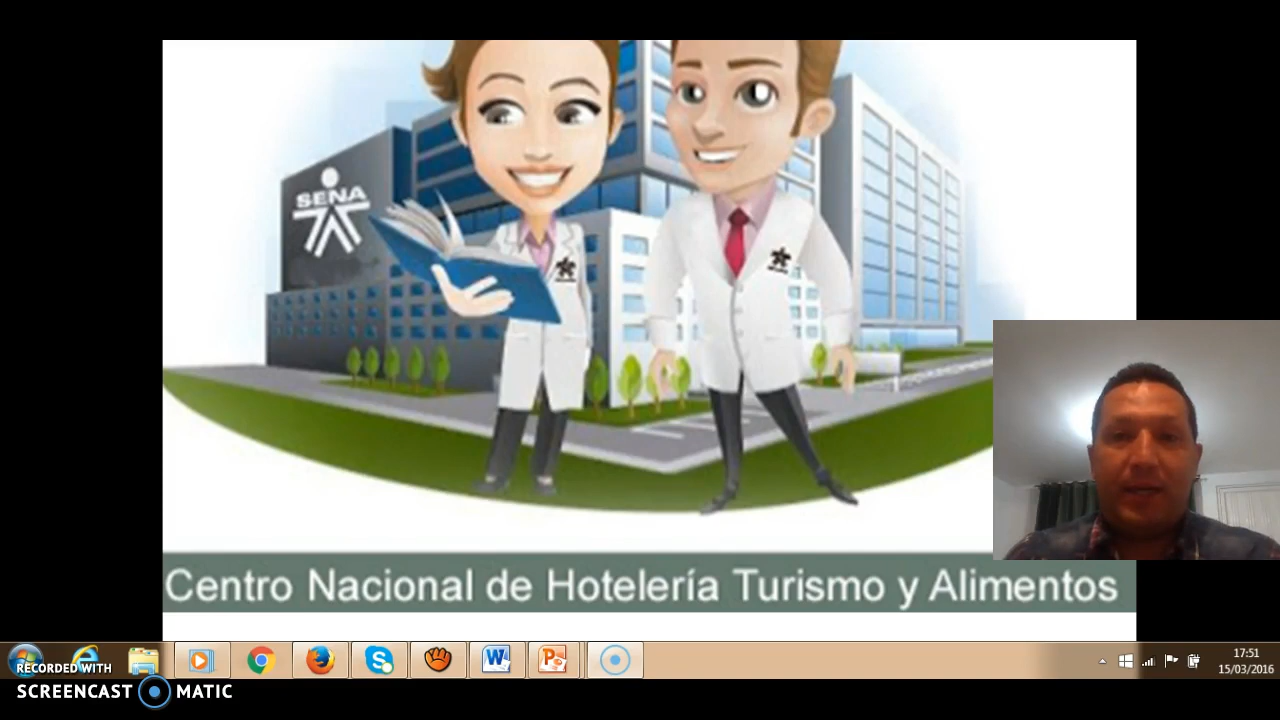 SENA
Centro Nacional de Hotelería Turismo y Alimentos
17:51
15/03/2016
RECORDED WITH
SCREENCAST MATIC